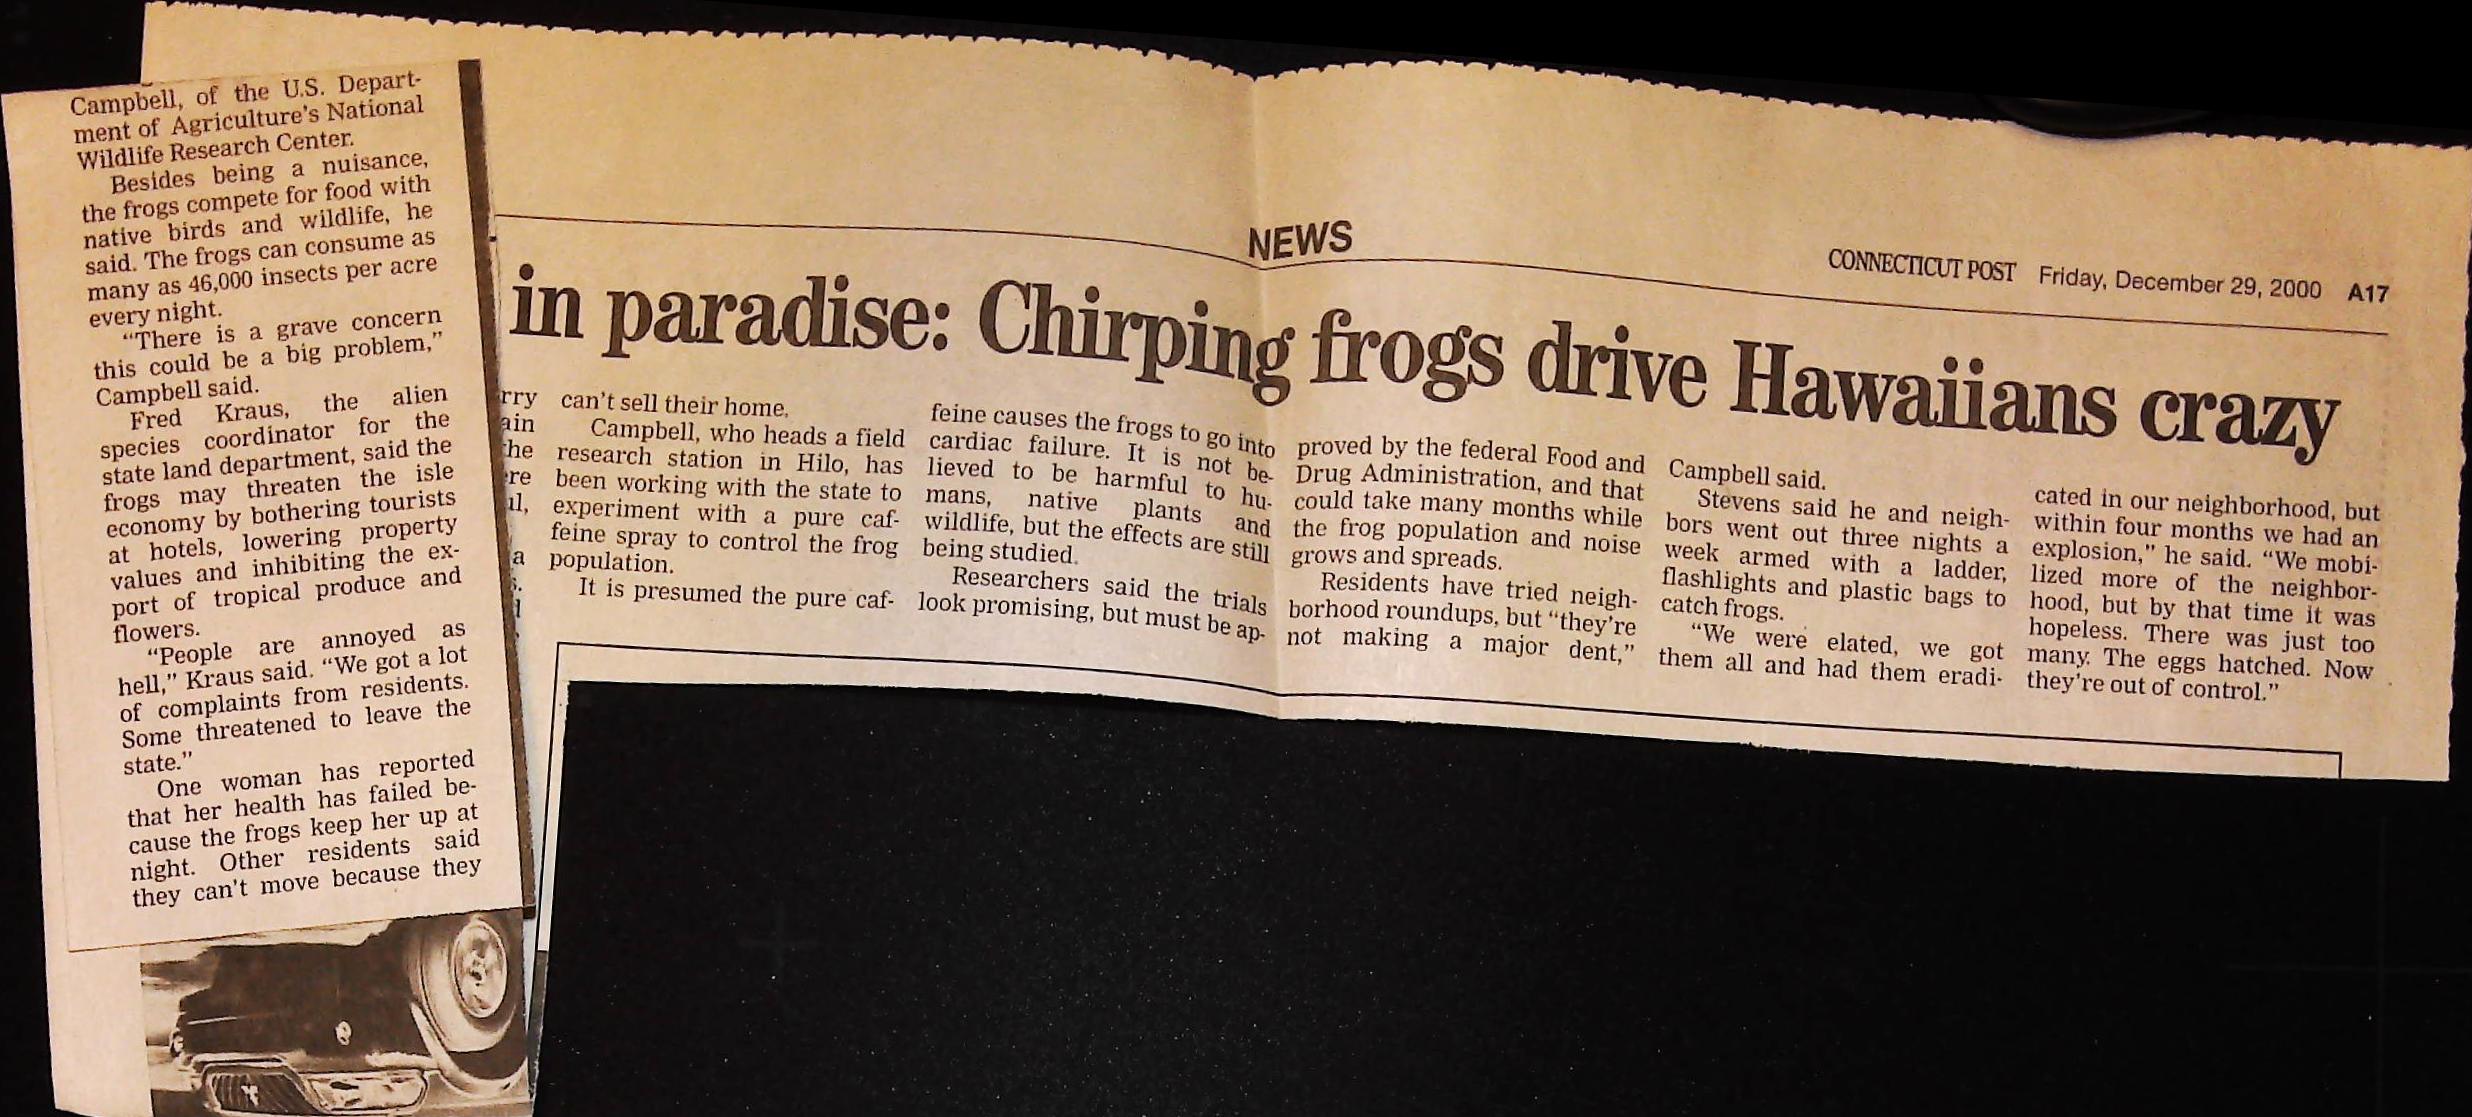 Campbell, of the U.S. Depart-
ment of Agriculture's National
Wildlife Research Center.
Besides being a nuisance,
the frogs compete for food with
native birds and wildlife, he
said. The frogs can consume as
many as 46,000 insects per acre
every night.
"There is a grave concern
this could be a big problem,"
Campbell said.
Fred Kraus, the alien
species coordinator for the
state land department, said the
frogs may threaten the isle
economy by bothering tourists
at hotels, lowering property
values and inhibiting the ex-
port of tropical produce and
flowers.
"People are annoyed as
hell," Kraus said. "We got a lot
of complaints from residents.
Some threatened to leave the
state."
One woman has reported
that her health has failed be-
cause the frogs keep her up at
night. Other residents said
they can't move because they
NEWS
CONNECTICUT POST Friday, December 29, 2000 A17
in paradise: Chirping frogs drive Hawaiians crazy
can't sell their home.
Campbell, who heads a field
research station in Hilo, has
been working with the state to
experiment with a pure caf-
feine spray to control the frog
population.
It is presumed the pure caf-
feine causes the frogs to go into
cardiac failure. It is not be-
lieved to be harmful to hu-
mans, native plants and
wildlife, but the effects are still
being studied.
Researchers said the trials
look promising, but must be ap-
proved by the federal Food and
Drug Administration, and that
could take many months while
the frog population and noise
grows and spreads.
Residents have tried neigh-
borhood roundups, but "they're
not making a major dent,"
Campbell said.
Stevens said he and neigh-
bors went out three nights a
week armed with a ladder,
flashlights and plastic bags to
catch frogs.
"We were elated, we got
them all and had them eradi-
cated in our neighborhood, but
within four months we had an
explosion," he said. "We mobi-
lized more of the neighbor-
hood, but by that time it was
hopeless. There was just too
many. The eggs hatched. Now
they're out of control."